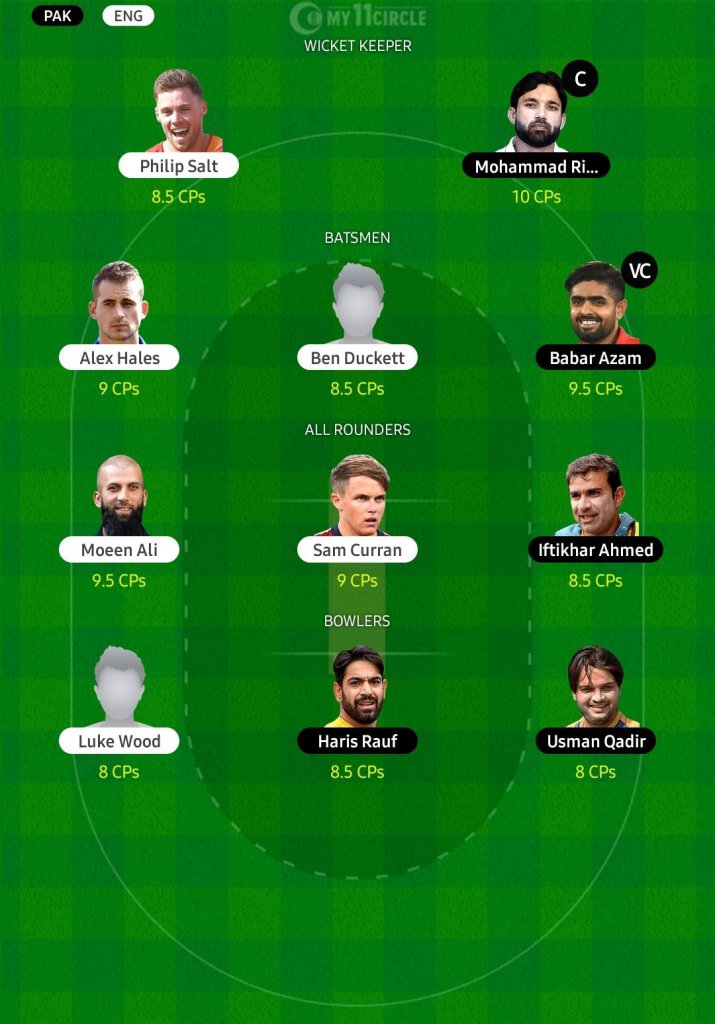 PAK ENG
MY11CIRCLE
WICKET KEEPER
C
Philip Salt Mohammad Ri...
8.5 CPs 10 CPs
BATSMEN
VC
Alex Hales Ben Duckett Babar Azam
9 CPs 8.5 CPs 9.5 CPs
ALL ROUNDERS
Moeen Ali Sam Curran Iftikhar Ahmed
9.5 CPs 9 CPs 8.5 CPs
BOWLERS
Luke Wood Haris Rauf Usman Qadir
8 CPs 8.5 CPs 8 CPs